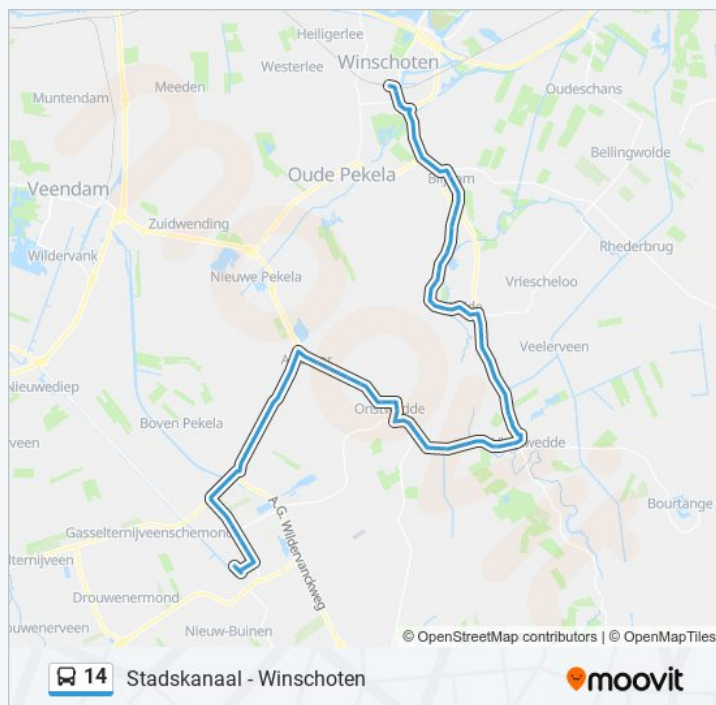 Heiligerlee
Westerlee
Winschoten
Meeden
Oudeschans
Muntendam
Bellingwolde
Oude Pekela
Veendam
Zuidwending
Rhederbrug
Wildervank
Nieuwe Pekela
Vriescheloo
Veelerveen
Nieuwediep
Boven Pekela
Bourtange
A.G. Wildervanckweg
Gasselternijveenschemond
Drouwenermond
Nieuw-Buinen
© OpenStreetMap contributors | © OpenMapTiles
14 Stadskanaal - Winschoten
moovit